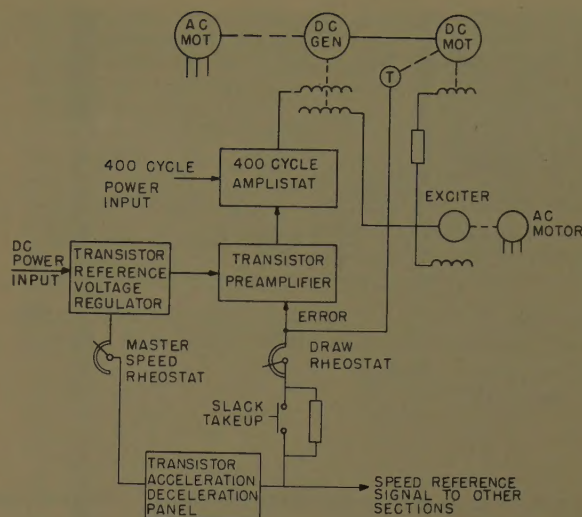 AC
MOT
DC
GEN
DC
MOT
T
400 CYCLE
POWER
INPUT
400 CYCLE
AMPLISTAT
EXCITER
AC
MOTOR
DC
POWER
INPUT
TRANSISTOR
REFERENCE
VOLTAGE
REGULATOR
TRANSISTOR
PREAMPLIFIER
ERROR
MASTER
SPEED
RHEOSTAT
DRAW
RHEOSTAT
SLACK
TAKEUP
TRANSISTOR
ACCELERATION
DECELERATION
PANEL
SPEED REFERENCE
SIGNAL TO OTHER
SECTIONS